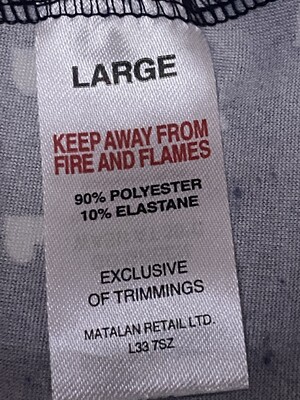 LARGE
KEEP AWAY FROM
FIRE AND FLAMES
90% POLYESTER
10% ELASTANE
EXCLUSIVE
OF TRIMMINGS
MATALAN RETAIL LTD.
L33 7SZ